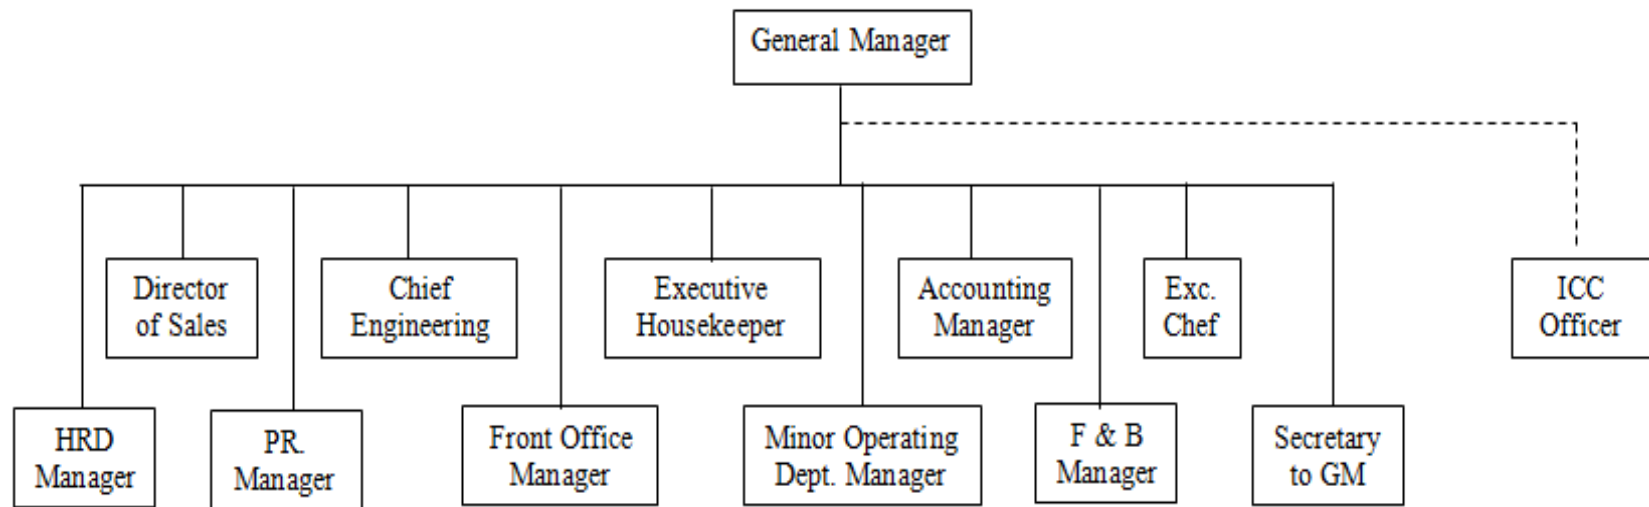 General Manager
Director
of Sales
Chief
Engineering
Executive
Housekeeper
Accounting
Manager
Exc.
Chef
ICC
Officer
HRD
Manager
PR.
Manager
Front Office
Manager
Minor Operating
Dept. Manager
F & B
Manager
Secretary
to GM